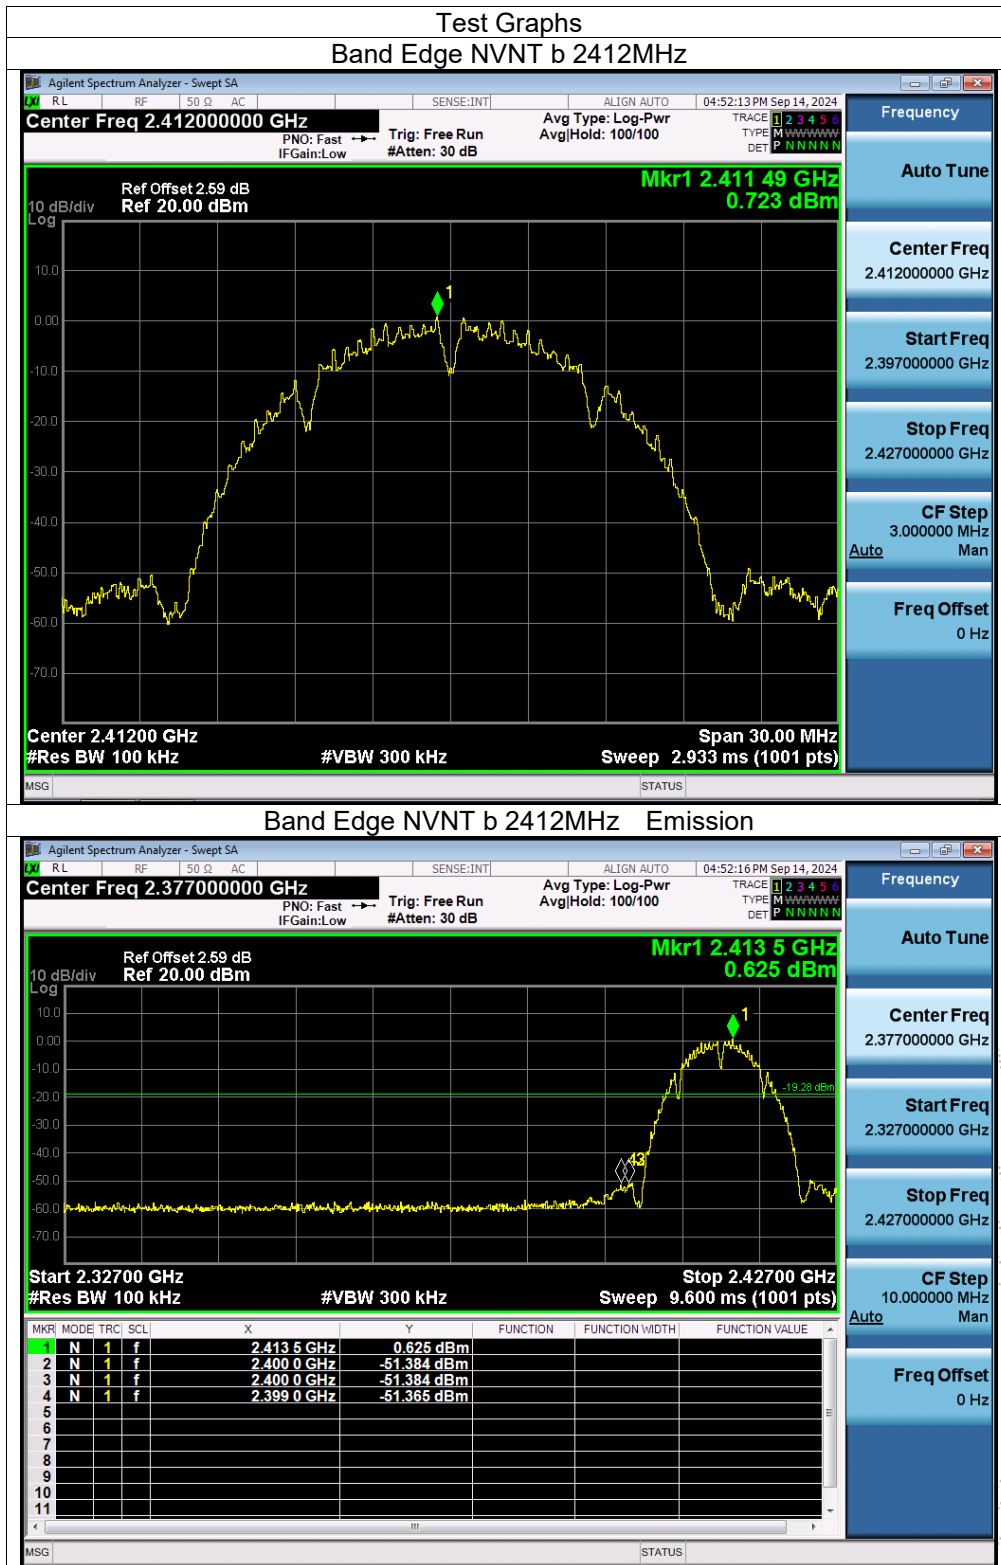 Test Graphs
Band Edge NVNT b 2412MHz
Agilent Spectrum Analyzer - Swept SA
LXI RL RF 50 Ω AC SENSE:INT ALIGN AUTO 04:52:13 PM Sep 14, 2024
Center Freq 2.412000000 GHz
PNO: Fast
IFGain:Low
Trig: Free Run
#Atten: 30 dB
Avg Type: Log-Pwr
Avg|Hold: 100/100
TRACE 1 2 3 4 5 6
TYPE M WWWWW
DET P N N N N N
Frequency
Auto Tune
Mkr1 2.411 49 GHz
0.723 dBm
Ref Offset 2.59 dB
10 dB/div Ref 20.00 dBm
Log
10.0
0.00
-10.0
-20.0
-30.0
-40.0
-50.0
-60.0
-70.0
1
Center Freq
2.412000000 GHz
Start Freq
2.397000000 GHz
Stop Freq
2.427000000 GHz
CF Step
3.000000 MHz
Auto Man
Freq Offset
0 Hz
Center 2.41200 GHz Span 30.00 MHz
#Res BW 100 kHz #VBW 300 kHz Sweep 2.933 ms (1001 pts)
MSG STATUS
Band Edge NVNT b 2412MHz Emission
Agilent Spectrum Analyzer - Swept SA
LXI RL RF 50 Ω AC SENSE:INT ALIGN AUTO 04:52:16 PM Sep 14, 2024
Center Freq 2.377000000 GHz
PNO: Fast
IFGain:Low
Trig: Free Run
#Atten: 30 dB
Avg Type: Log-Pwr
Avg|Hold: 100/100
TRACE 1 2 3 4 5 6
TYPE M WWWWW
DET P N N N N N
Frequency
Auto Tune
Mkr1 2.413 5 GHz
0.625 dBm
Ref Offset 2.59 dB
10 dB/div Ref 20.00 dBm
Log
10.0
0.00
-10.0
-20.0
-30.0
-40.0
-50.0
-60.0
-70.0
1
-19.28 dBm
Center Freq
2.377000000 GHz
Start Freq
2.327000000 GHz
Stop Freq
2.427000000 GHz
CF Step
10.000000 MHz
Auto Man
Freq Offset
0 Hz
Start 2.32700 GHz Stop 2.42700 GHz
#Res BW 100 kHz #VBW 300 kHz Sweep 9.600 ms (1001 pts)
MKR MODE TRC SCL X Y FUNCTION FUNCTION WIDTH FUNCTION VALUE
1 N 1 f 2.413 5 GHz 0.625 dBm
2 N 1 f 2.400 0 GHz -51.384 dBm
3 N 1 f 2.400 0 GHz -51.384 dBm
4 N 1 f 2.399 0 GHz -51.365 dBm
5
6
7
8
9
10
11
MSG STATUS